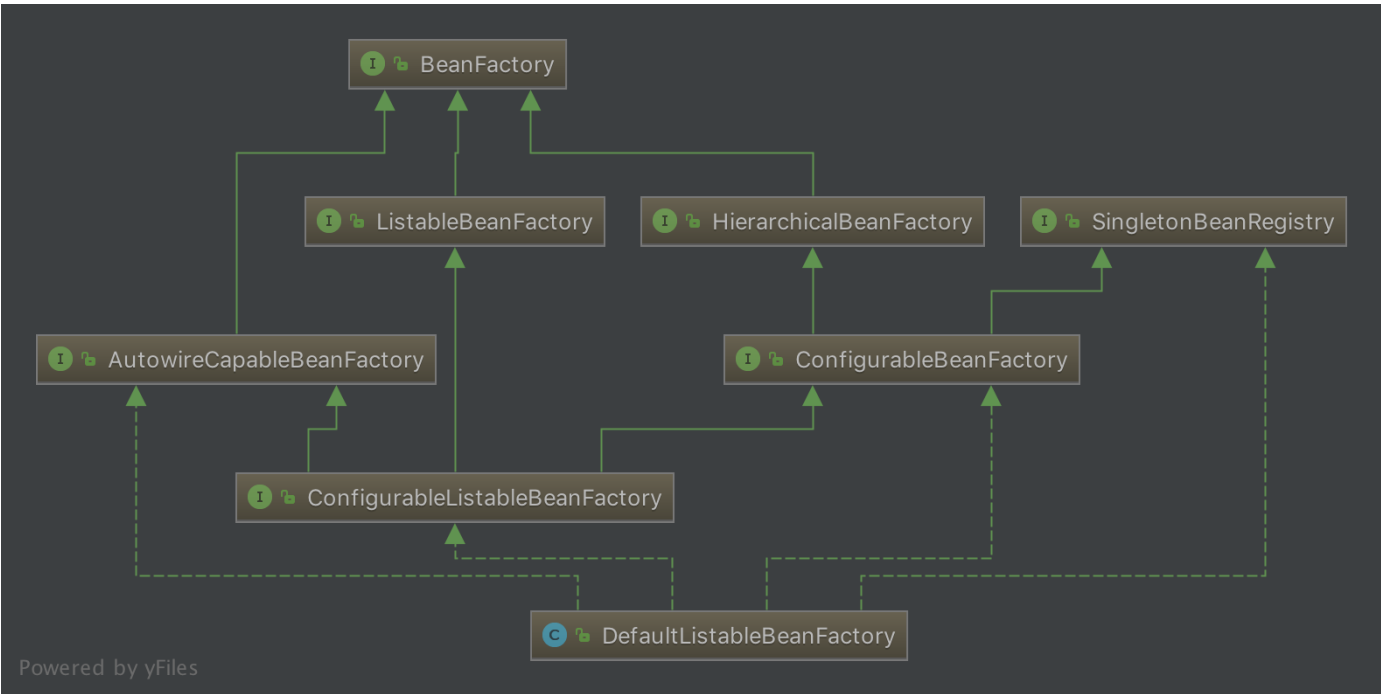 I BeanFactory
I ListableBeanFactory
I HierarchicalBeanFactory
I SingletonBeanRegistry
I AutowireCapableBeanFactory
I ConfigurableBeanFactory
I ConfigurableListableBeanFactory
C DefaultListableBeanFactory
Powered by yFiles